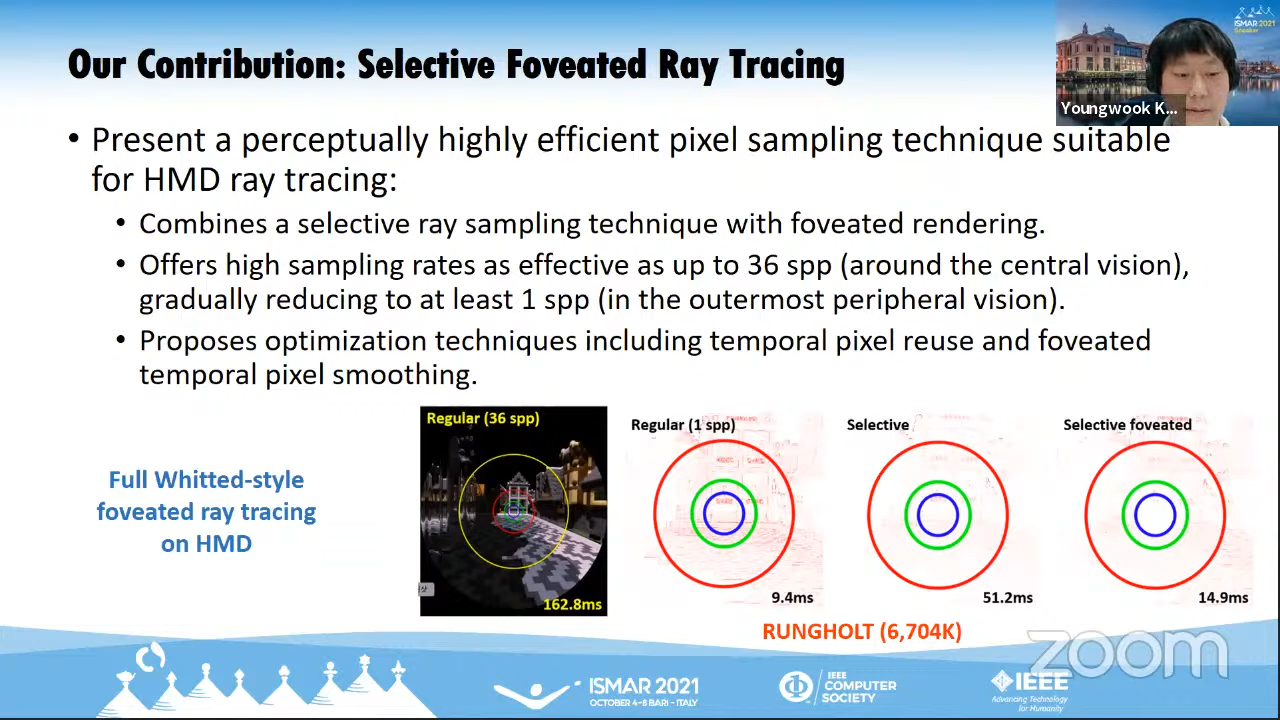 ISMAR 2021
Speaker
Our Contribution: Selective Foveated Ray Tracing
Youngwook K...
• Present a perceptually highly efficient pixel sampling technique suitable
for HMD ray tracing:
• Combines a selective ray sampling technique with foveated rendering.
• Offers high sampling rates as effective as up to 36 spp (around the central vision),
gradually reducing to at least 1 spp (in the outermost peripheral vision).
• Proposes optimization techniques including temporal pixel reuse and foveated
temporal pixel smoothing.
Full Whitted-style
foveated ray tracing
on HMD
Regular (36 spp)
162.8ms
Regular (1 spp)
9.4ms
Selective
51.2ms
Selective foveated
14.9ms
RUNGHOLT (6,704K)
zoom
ISMAR 2021
OCTOBER 4-8 BARI - ITALY
IEEE
COMPUTER
SOCIETY
IEEE
Advancing Technology
for Humanity